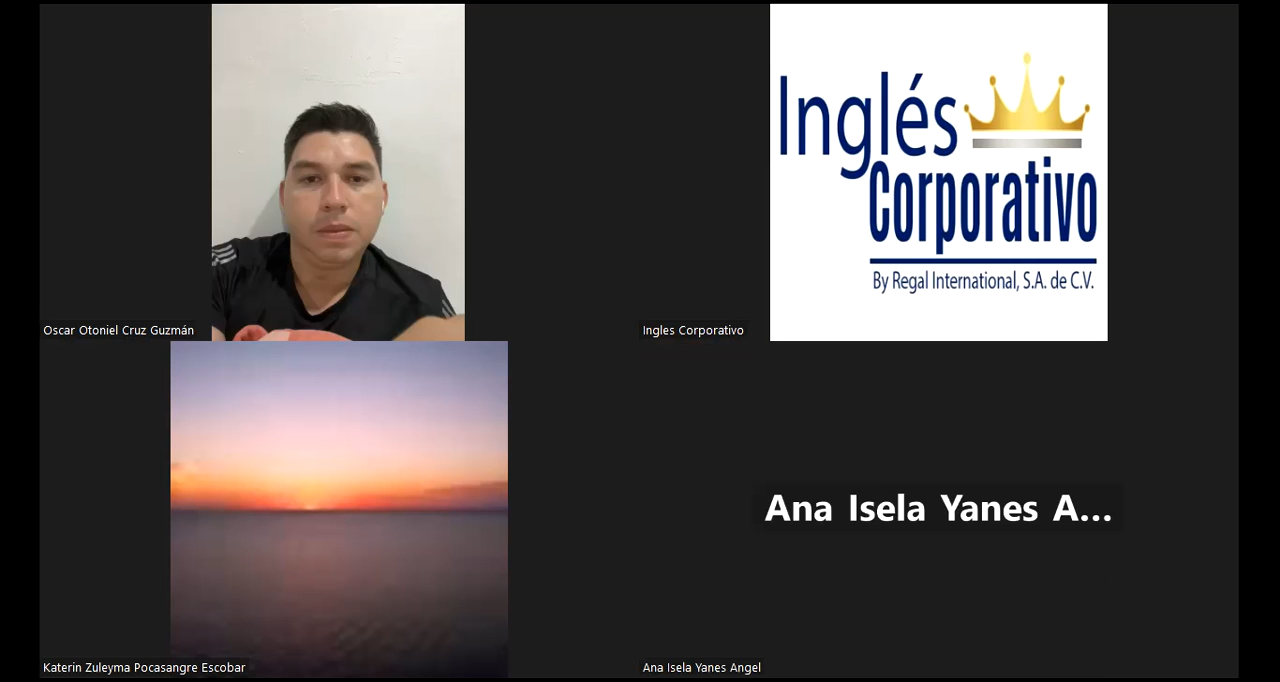 Inglés
Corporativo
By Regal International, S.A. de C.V.
Oscar Otoniel Cruz Guzmán
Ingles Corporativo
Ana Isela Yanes A...
Katerin Zuleyma Pocasangre Escobar
Ana Isela Yanes Angel